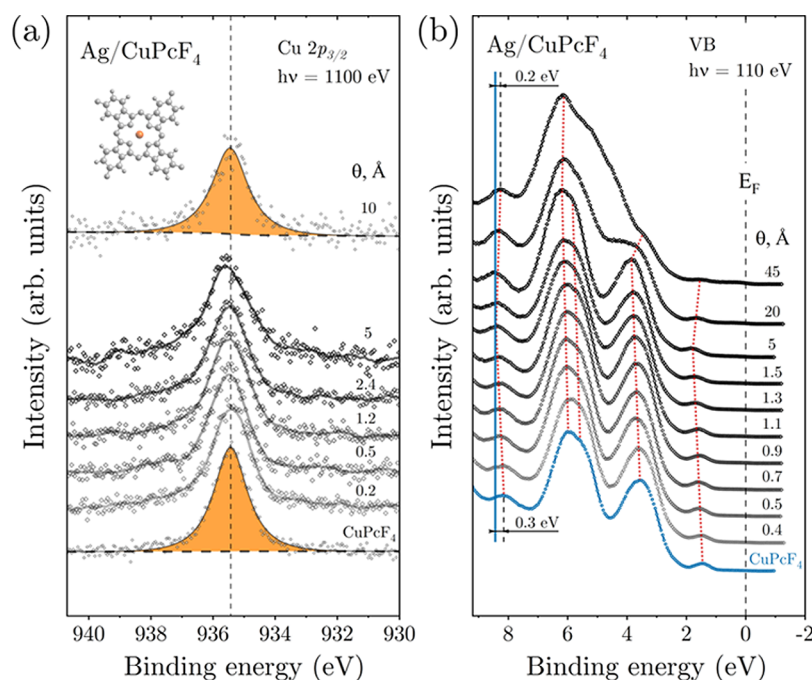 (a)
Ag/CuPcF4
Cu 2p3/2
hν = 1100 eV
θ, Å
10
5
2.4
1.2
0.5
0.2
CuPcF4
Intensity (arb. units)
940 938 936 934 932 930
Binding energy (eV)
(b)
Ag/CuPcF4
VB
hν = 110 eV
0.2 eV
EF
θ, Å
45
20
5
1.5
1.3
1.1
0.9
0.7
0.5
0.4
CuPcF4
0.3 eV
Intensity (arb. units)
8 6 4 2 0 -2
Binding energy (eV)